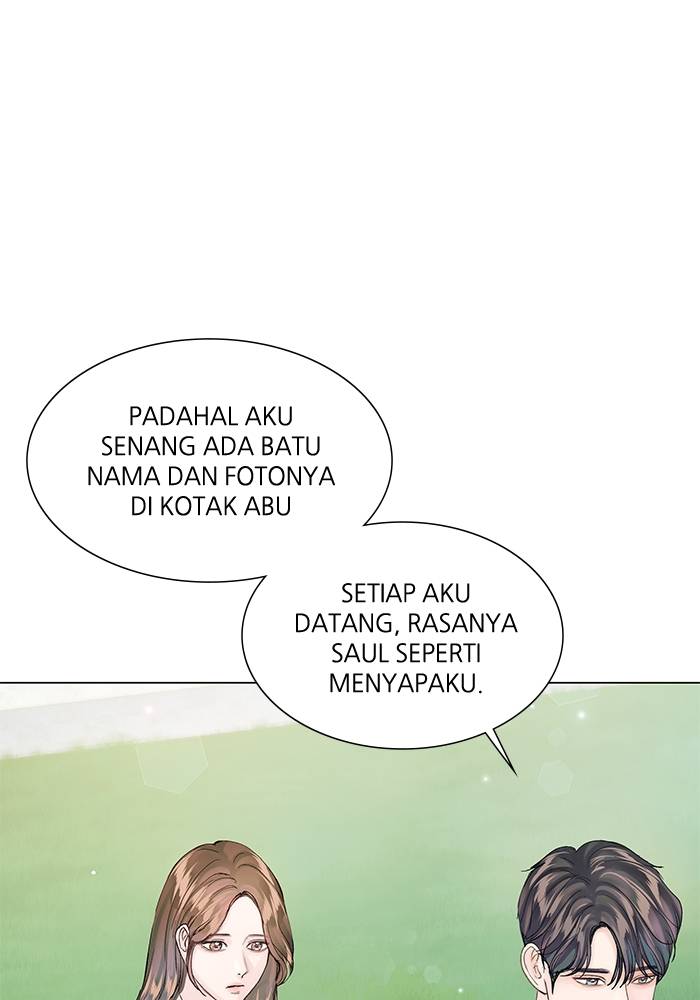 PADAHAL AKU
SENANG ADA BATU
NAMA DAN FOTONYA
DI KOTAK ABU
SETIAP AKU
DATANG, RASANYA
SAUL SEPERTI
MENYAPAKU.